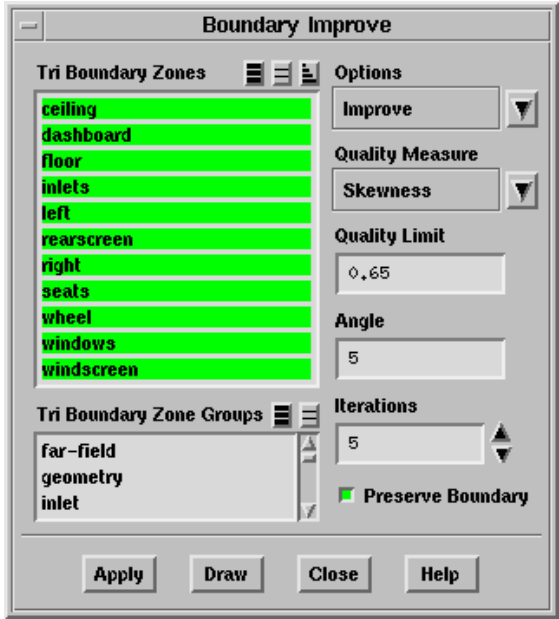 Boundary Improve
Tri Boundary Zones
ceiling
dashboard
floor
inlets
left
rearscreen
right
seats
wheel
windows
windscreen
Tri Boundary Zone Groups
far-field
geometry
inlet
Options
Improve
Quality Measure
Skewness
Quality Limit
0.65
Angle
5
Iterations
5
Preserve Boundary
Apply Draw Close Help